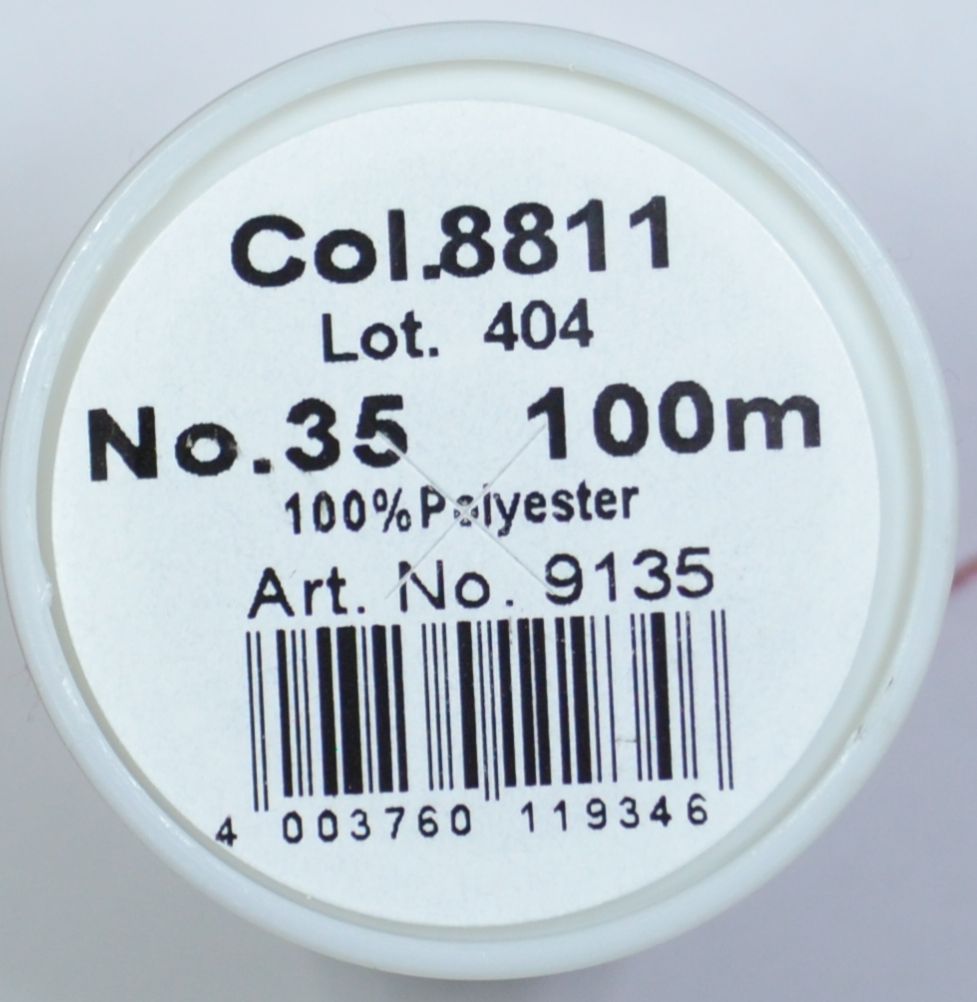 Col.8811
Lot. 404
No.35 100m
100%Polyester
Art. No. 9135
4 003760 119346